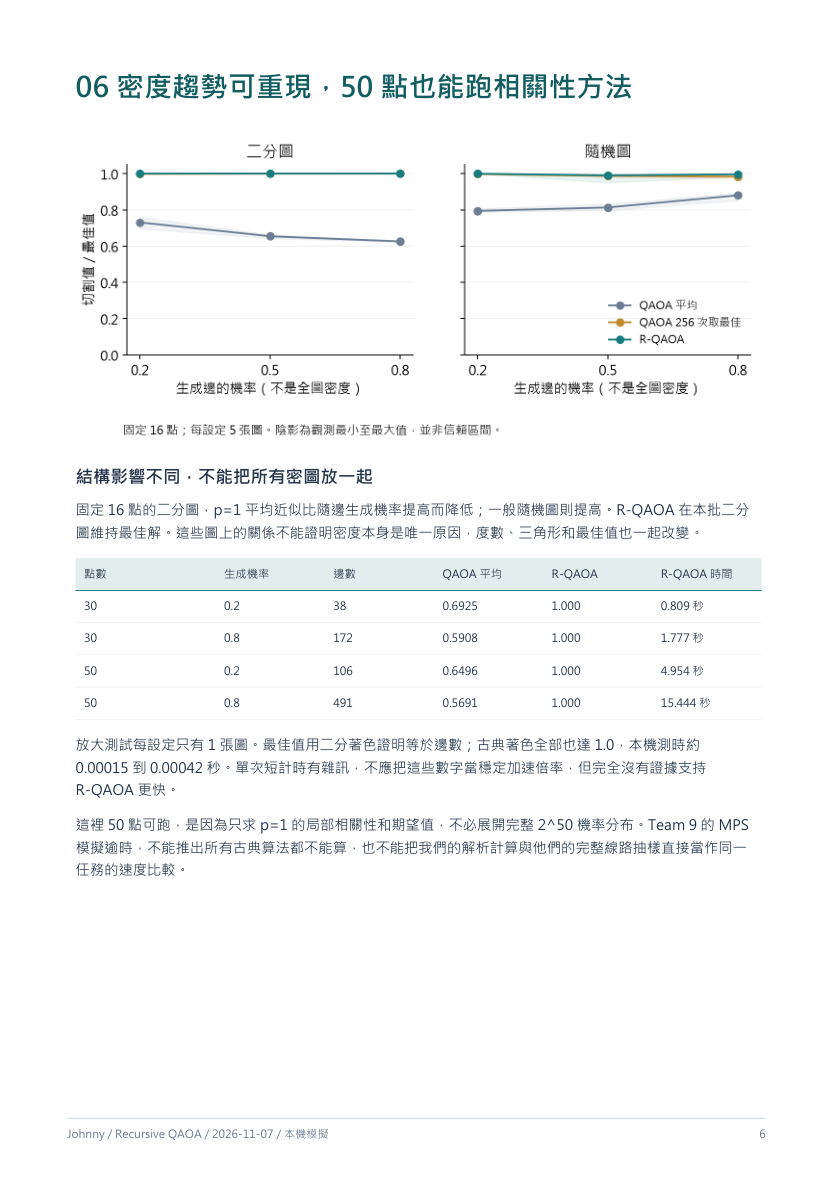 06 密度趨勢可重現，50 點也能跑相關性方法
二分圖
隨機圖
切割值 / 最佳值
1.0
0.8
0.6
0.4
0.2
0.0
0.2
0.5
0.8
0.2
0.5
0.8
生成邊的機率 ( 不是全圖密度 )
生成邊的機率 ( 不是全圖密度 )
QAOA 平均
QAOA 256 次取最佳
R-QAOA
固定 16 點；每設定 5 張圖。陰影為觀測最小至最大值，並非信賴區間。
結構影響不同，不能把所有密圖放一起
固定 16 點的二分圖，p=1 平均近似比隨邊生成機率提高而降低；一般隨機圖則提高。R-QAOA 在本批二分
圖維持最佳解。這些圖上的關係不能證明密度本身是唯一原因，度數、三角形和最佳值也一起改變。
點數 生成機率 邊數 QAOA 平均 R-QAOA R-QAOA 時間
30 0.2 38 0.6925 1.000 0.809 秒
30 0.8 172 0.5908 1.000 1.777 秒
50 0.2 106 0.6496 1.000 4.954 秒
50 0.8 491 0.5691 1.000 15.444 秒
放大測試每設定只有 1 張圖。最佳值用二分著色證明等於邊數；古典著色全部也達 1.0，本機測時約
0.00015 到 0.00042 秒。單次短計時有雜訊，不應把這些數字當穩定加速倍率，但完全沒有證據支持
R-QAOA 更快。
這裡 50 點可跑，是因為只求 p=1 的局部相關性和期望值，不必展開完整 2^50 機率分布。Team 9 的 MPS
模擬逾時，不能推出所有古典算法都不能算，也不能把我們的解析計算與他們的完整線路抽樣直接當作同一
任務的速度比較。
Johnny / Recursive QAOA / 2026-11-07 / 本機模擬
6